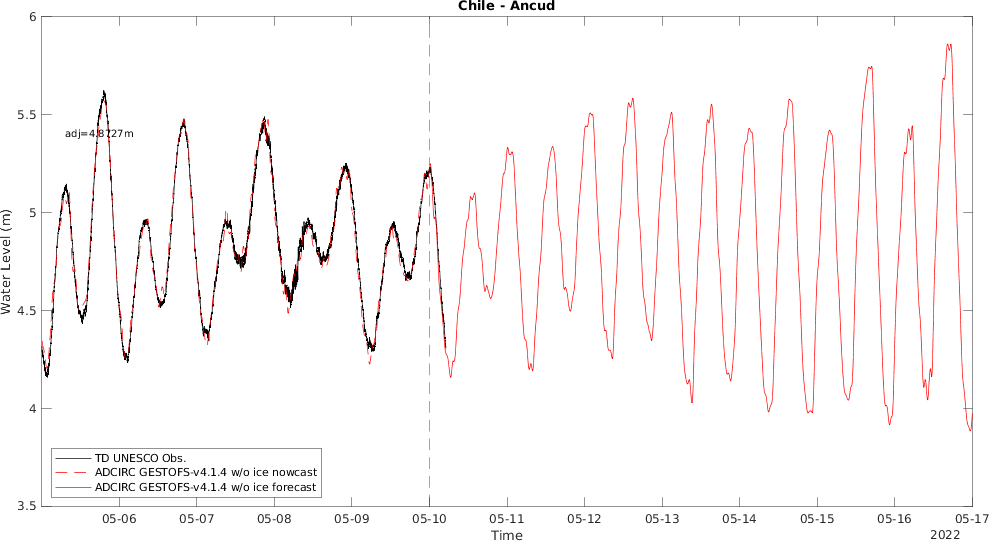 Chile - Ancud
6
5.5
5
4.5
4
3.5
Water Level (m)
adj=4.8727m
TD UNESCO Obs.
ADCIRC GESTOFS-v4.1.4 w/o ice nowcast
ADCIRC GESTOFS-v4.1.4 w/o ice forecast
05-06 05-07 05-08 05-09 05-10 05-11 05-12 05-13 05-14 05-15 05-16 05-17
Time
2022